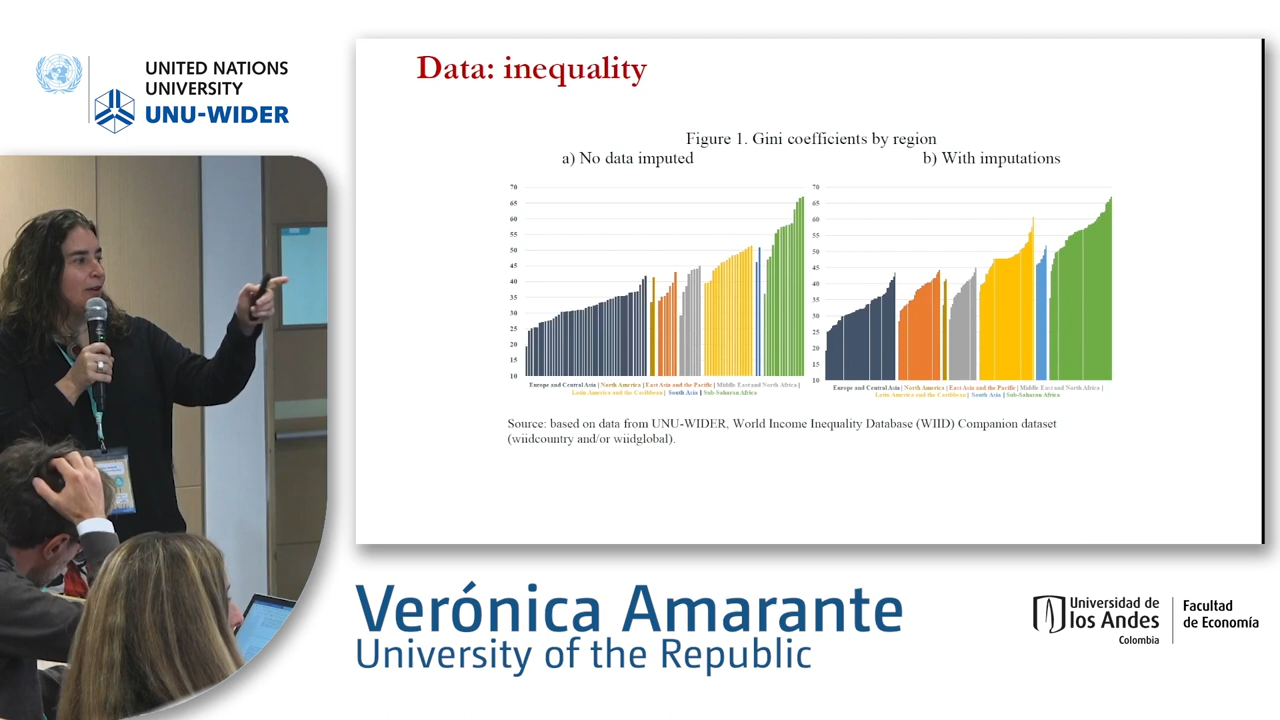 UNITED NATIONS
UNIVERSITY
UNU-WIDER
Data: inequality
Figure 1. Gini coefficients by region
a) No data imputed
b) With imputations
70
65
60
55
50
45
40
35
30
25
20
15
10
Europe and Central Asia | North America | East Asia and the Pacific | Middle East and North Africa |
Latin America and the Caribbean | South Asia | Sub-Saharan Africa
70
65
60
55
50
45
40
35
30
25
20
15
10
Europe and Central Asia | North America | East Asia and the Pacific | Middle East and North Africa |
Latin America and the Caribbean | South Asia | Sub-Saharan Africa
Source: based on data from UNU-WIDER, World Income Inequality Database (WIID) Companion dataset
(wiidcountry and/or wiidglobal).
Verónica Amarante
University of the Republic
Universidad de
los Andes
Colombia
Facultad
de Economía